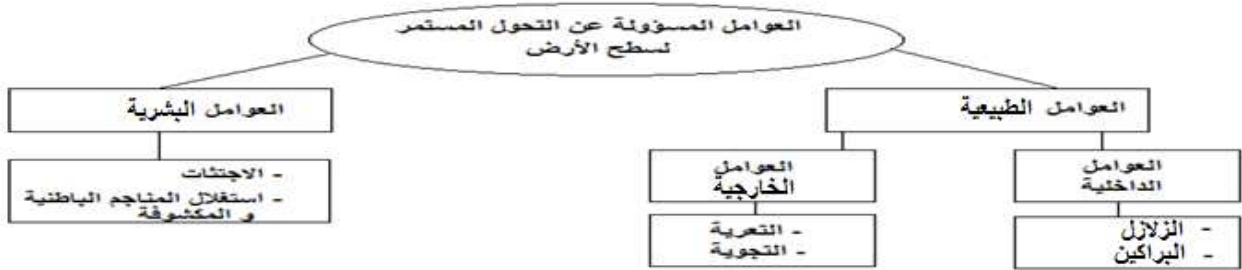 العوامل المسؤولة عن التحول المستمر
لسطح الأرض
العوامل الطبيعية
العوامل البشرية
العوامل
الداخلية
العوامل
الخارجية
- الاجتثات
- استغلال المناجم الباطنية
و المكشوفة
- الزلازل
- البراكين
- التعرية
- التجوية